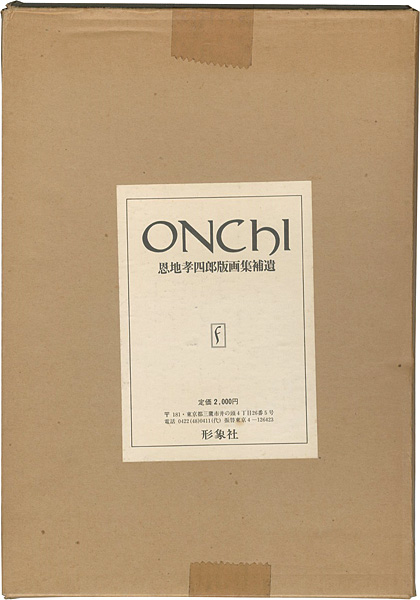 ONCHI
恩地孝四郎版画集補遺
f
定価 2,000円
〒 181・東京都三鷹市井の頭4丁目26番5号
電話 0422(48)0411(代) 振替東京4-126423
形象社